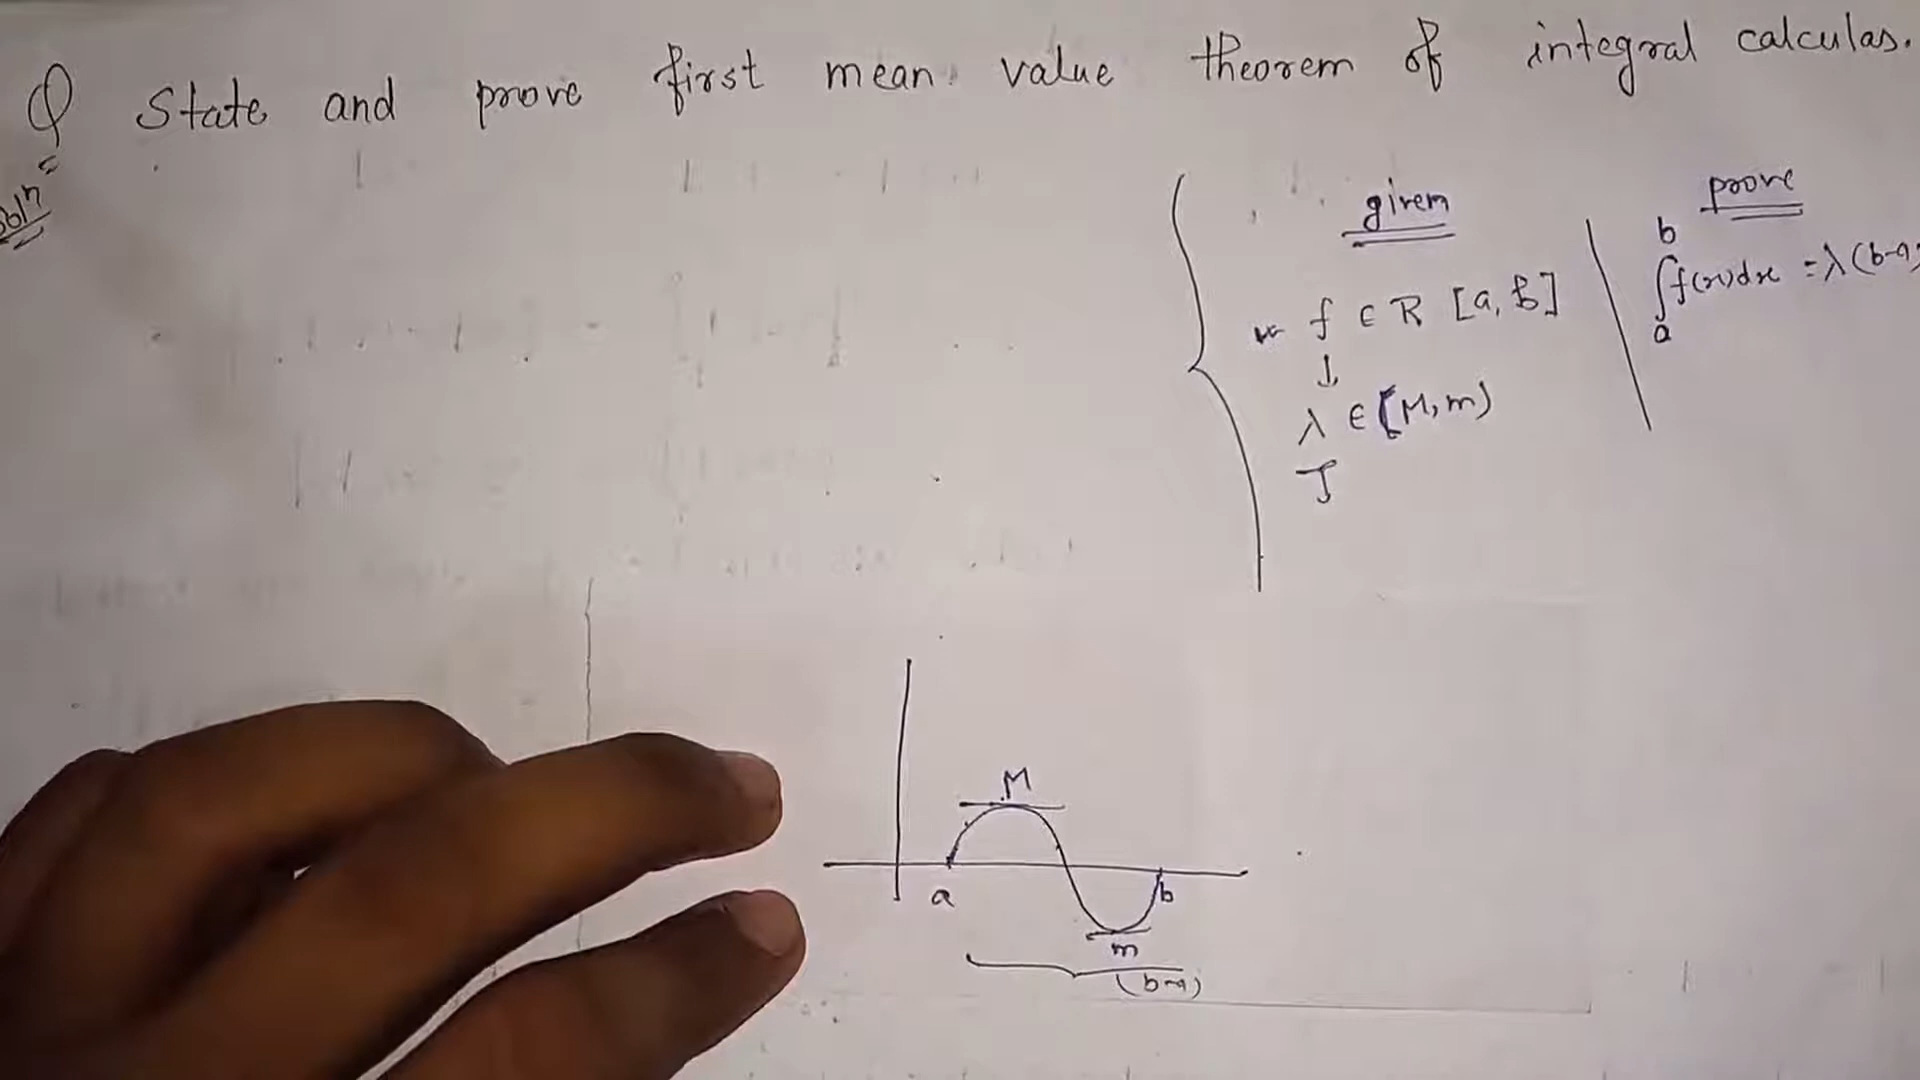 Q State and prove first mean value theorem of integral calculas.
Soln
given
f ∈ R [a, b]
↓
λ ∈ [M, m)
prove
b
∫f(x)dx = λ(b-a)
a
M
a
b
m
(b-a)